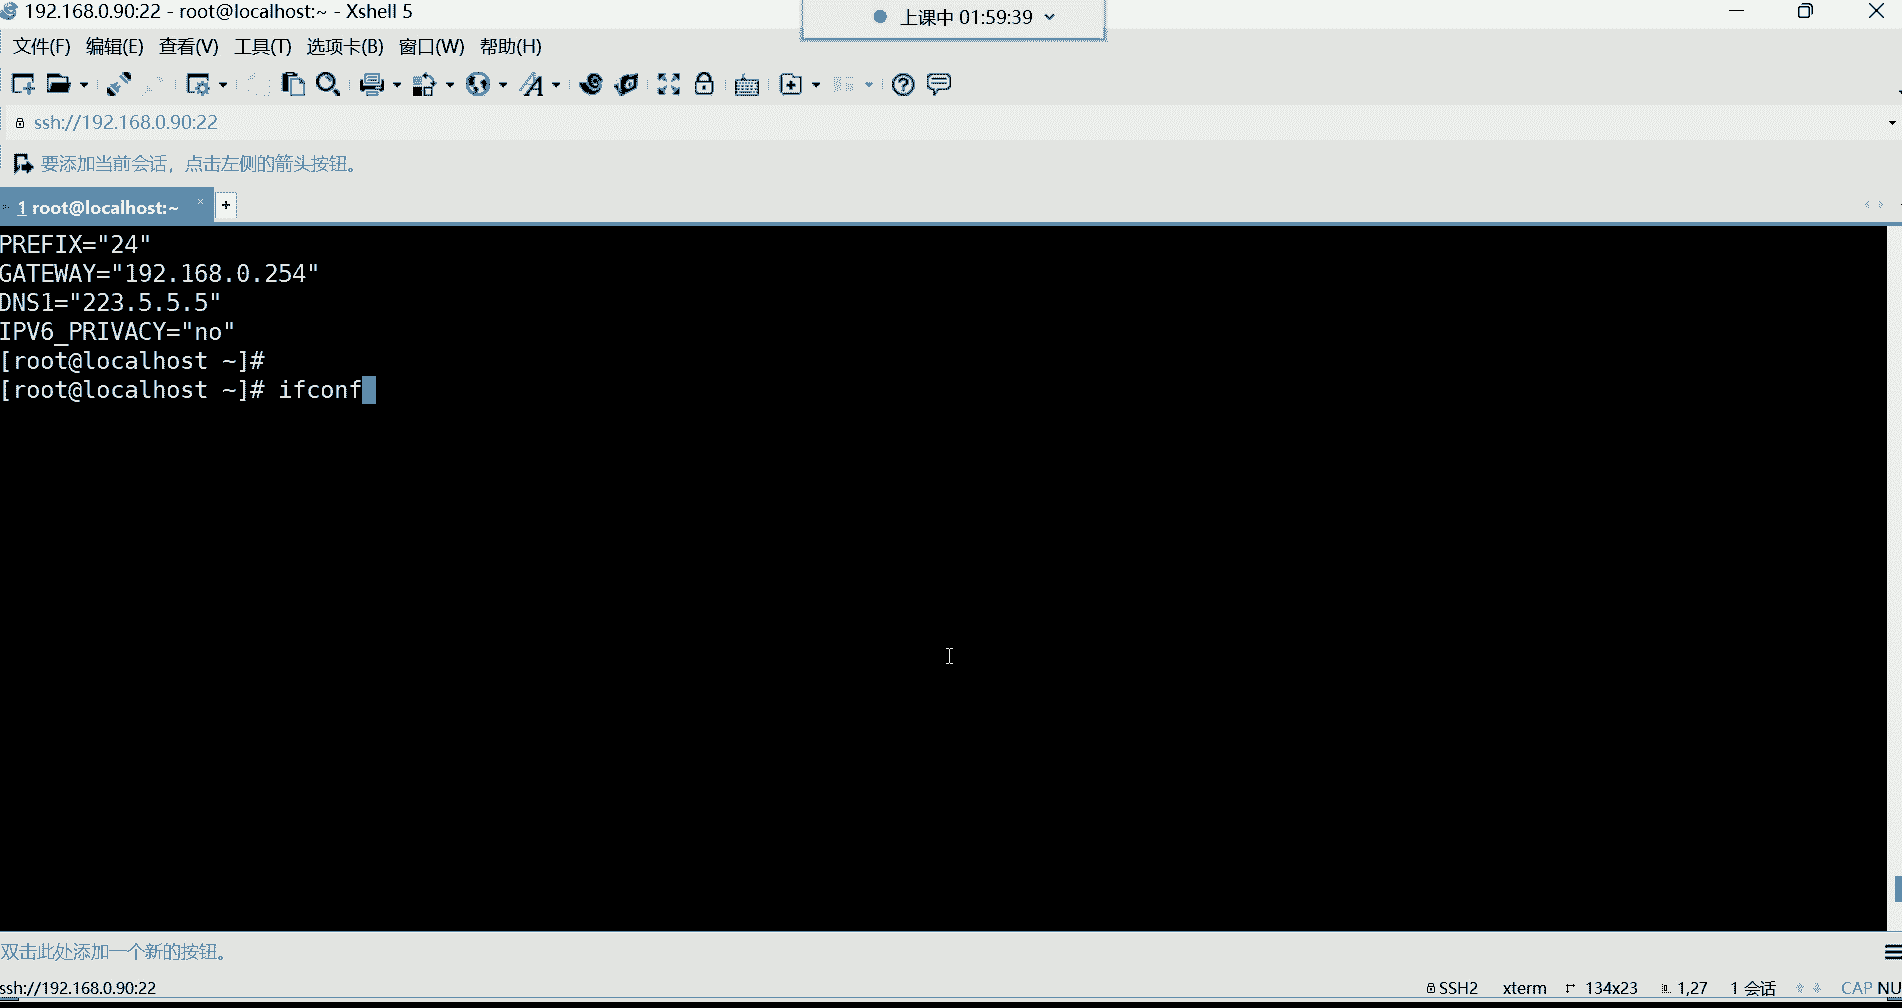 192.168.0.90:22 - root@localhost:~ - Xshell 5
上课中 01:59:39
文件(F) 编辑(E) 查看(V) 工具(T) 选项卡(B) 窗口(W) 帮助(H)
ssh://192.168.0.90:22
要添加当前会话，点击左侧的箭头按钮。
1 root@localhost:~ × +
PREFIX="24"
GATEWAY="192.168.0.254"
DNS1="223.5.5.5"
IPV6_PRIVACY="no"
[root@localhost ~]#
[root@localhost ~]# ifconf
双击此处添加一个新的按钮。
ssh://192.168.0.90:22 SSH2 xterm 134x23 1,27 1 会话 CAP NU